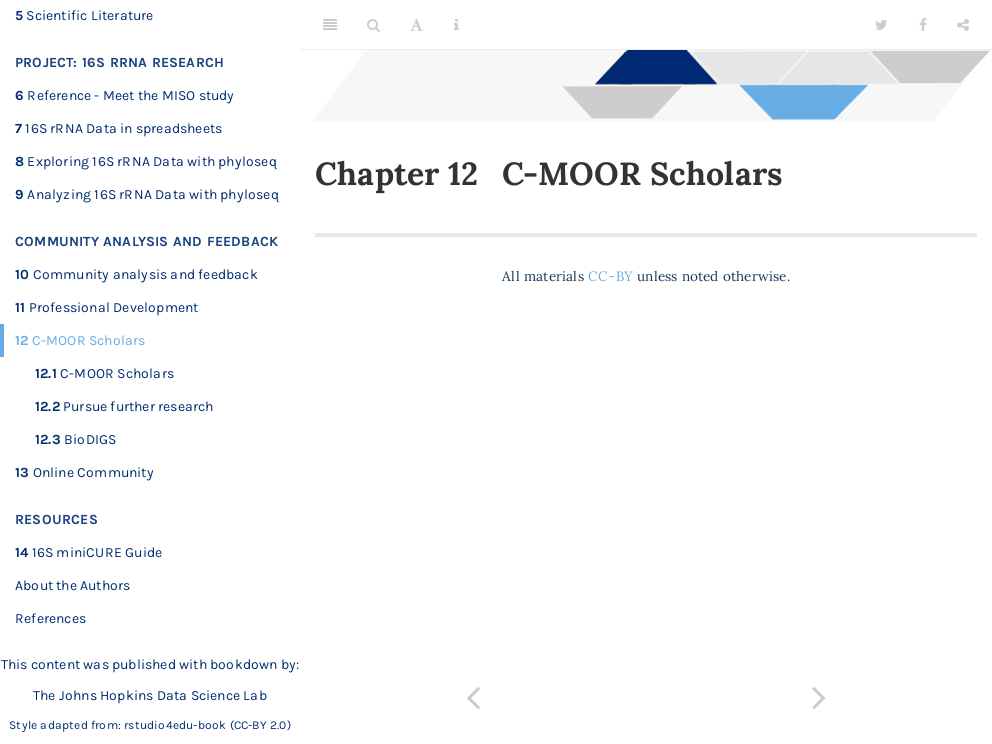 5 Scientific Literature
PROJECT: 16S RRNA RESEARCH
6 Reference - Meet the MISO study
7 16S rRNA Data in spreadsheets
8 Exploring 16S rRNA Data with phyloseq
9 Analyzing 16S rRNA Data with phyloseq
COMMUNITY ANALYSIS AND FEEDBACK
10 Community analysis and feedback
11 Professional Development
12 C-MOOR Scholars
12.1 C-MOOR Scholars
12.2 Pursue further research
12.3 BioDIGS
13 Online Community
RESOURCES
14 16S miniCURE Guide
About the Authors
References
This content was published with bookdown by:
The Johns Hopkins Data Science Lab
Style adapted from: rstudio4edu-book (CC-BY 2.0)
Chapter 12 C-MOOR Scholars
All materials CC-BY unless noted otherwise.